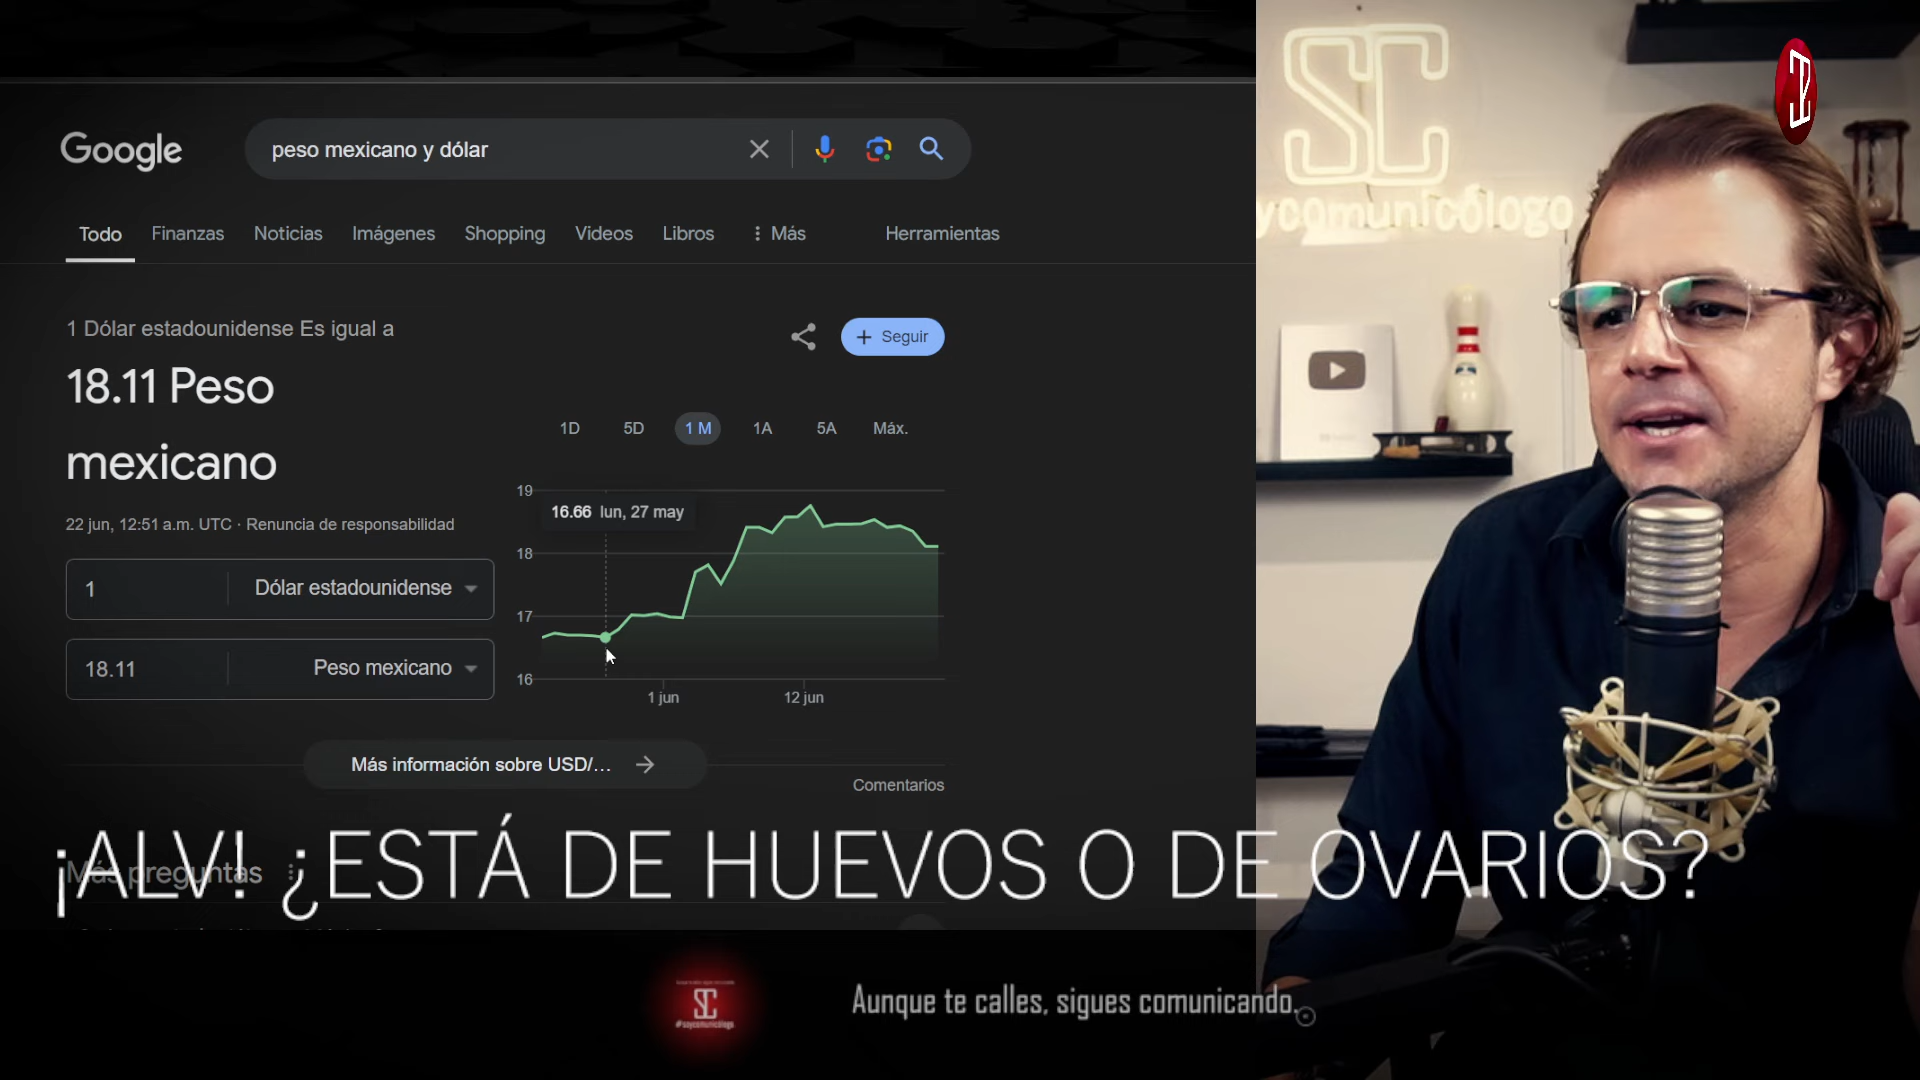 Google
peso mexicano y dólar
Todo Finanzas Noticias Imágenes Shopping Videos Libros Más Herramientas
1 Dólar estadounidense Es igual a
18.11 Peso
mexicano
22 jun, 12:51 a.m. UTC · Renuncia de responsabilidad
1 Dólar estadounidense
18.11 Peso mexicano
+ Seguir
1D 5D 1 M 1A 5A Máx.
19
16.66 lun, 27 may
18
17
16
1 jun 12 jun
Más información sobre USD/...
Comentarios
Más preguntas
¡ALV! ¿ESTÁ DE HUEVOS O DE OVARIOS?
SC
#soycomunicólogo
Aunque te calles, sigues comunicando.
SC
ycomunicólogo